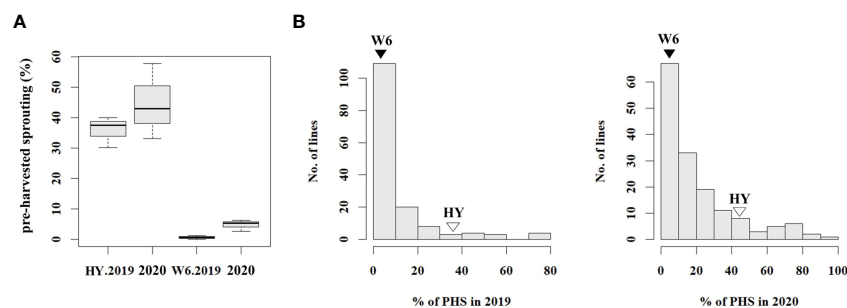 A
pre-harvested sprouting (%)
60
50
40
30
20
10
0
HY.2019 2020 W6.2019 2020
B
W6
No. of lines
100
80
60
40
20
0
HY
0 20 40 60 80
% of PHS in 2019
W6
No. of lines
60
50
40
30
20
10
0
HY
0 20 40 60 80 100
% of PHS in 2020